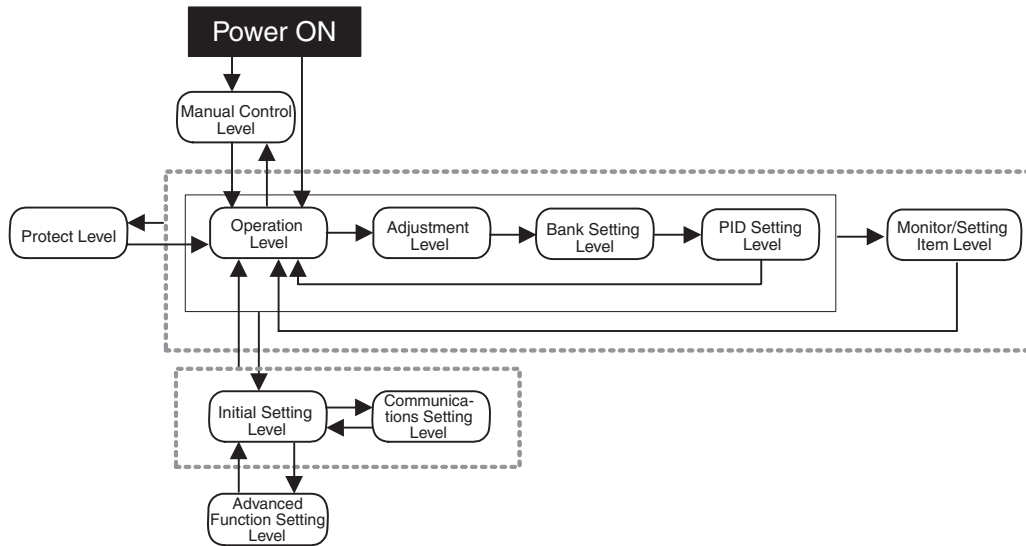 Power ON
Manual Control
Level
Protect Level
Operation
Level
Adjustment
Level
Bank Setting
Level
PID Setting
Level
Monitor/Setting
Item Level
Initial Setting
Level
Communica-
tions Setting
Level
Advanced
Function Setting
Level